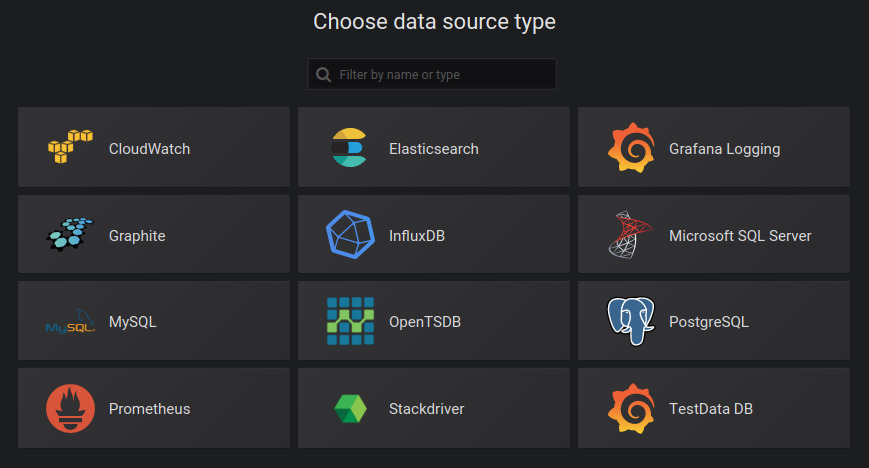 Choose data source type
Filter by name or type
CloudWatch
Elasticsearch
Grafana Logging
Graphite
InfluxDB
Microsoft SQL Server
MySQL.
MySQL
OpenTSDB
PostgreSQL
Prometheus
Stackdriver
TestData DB